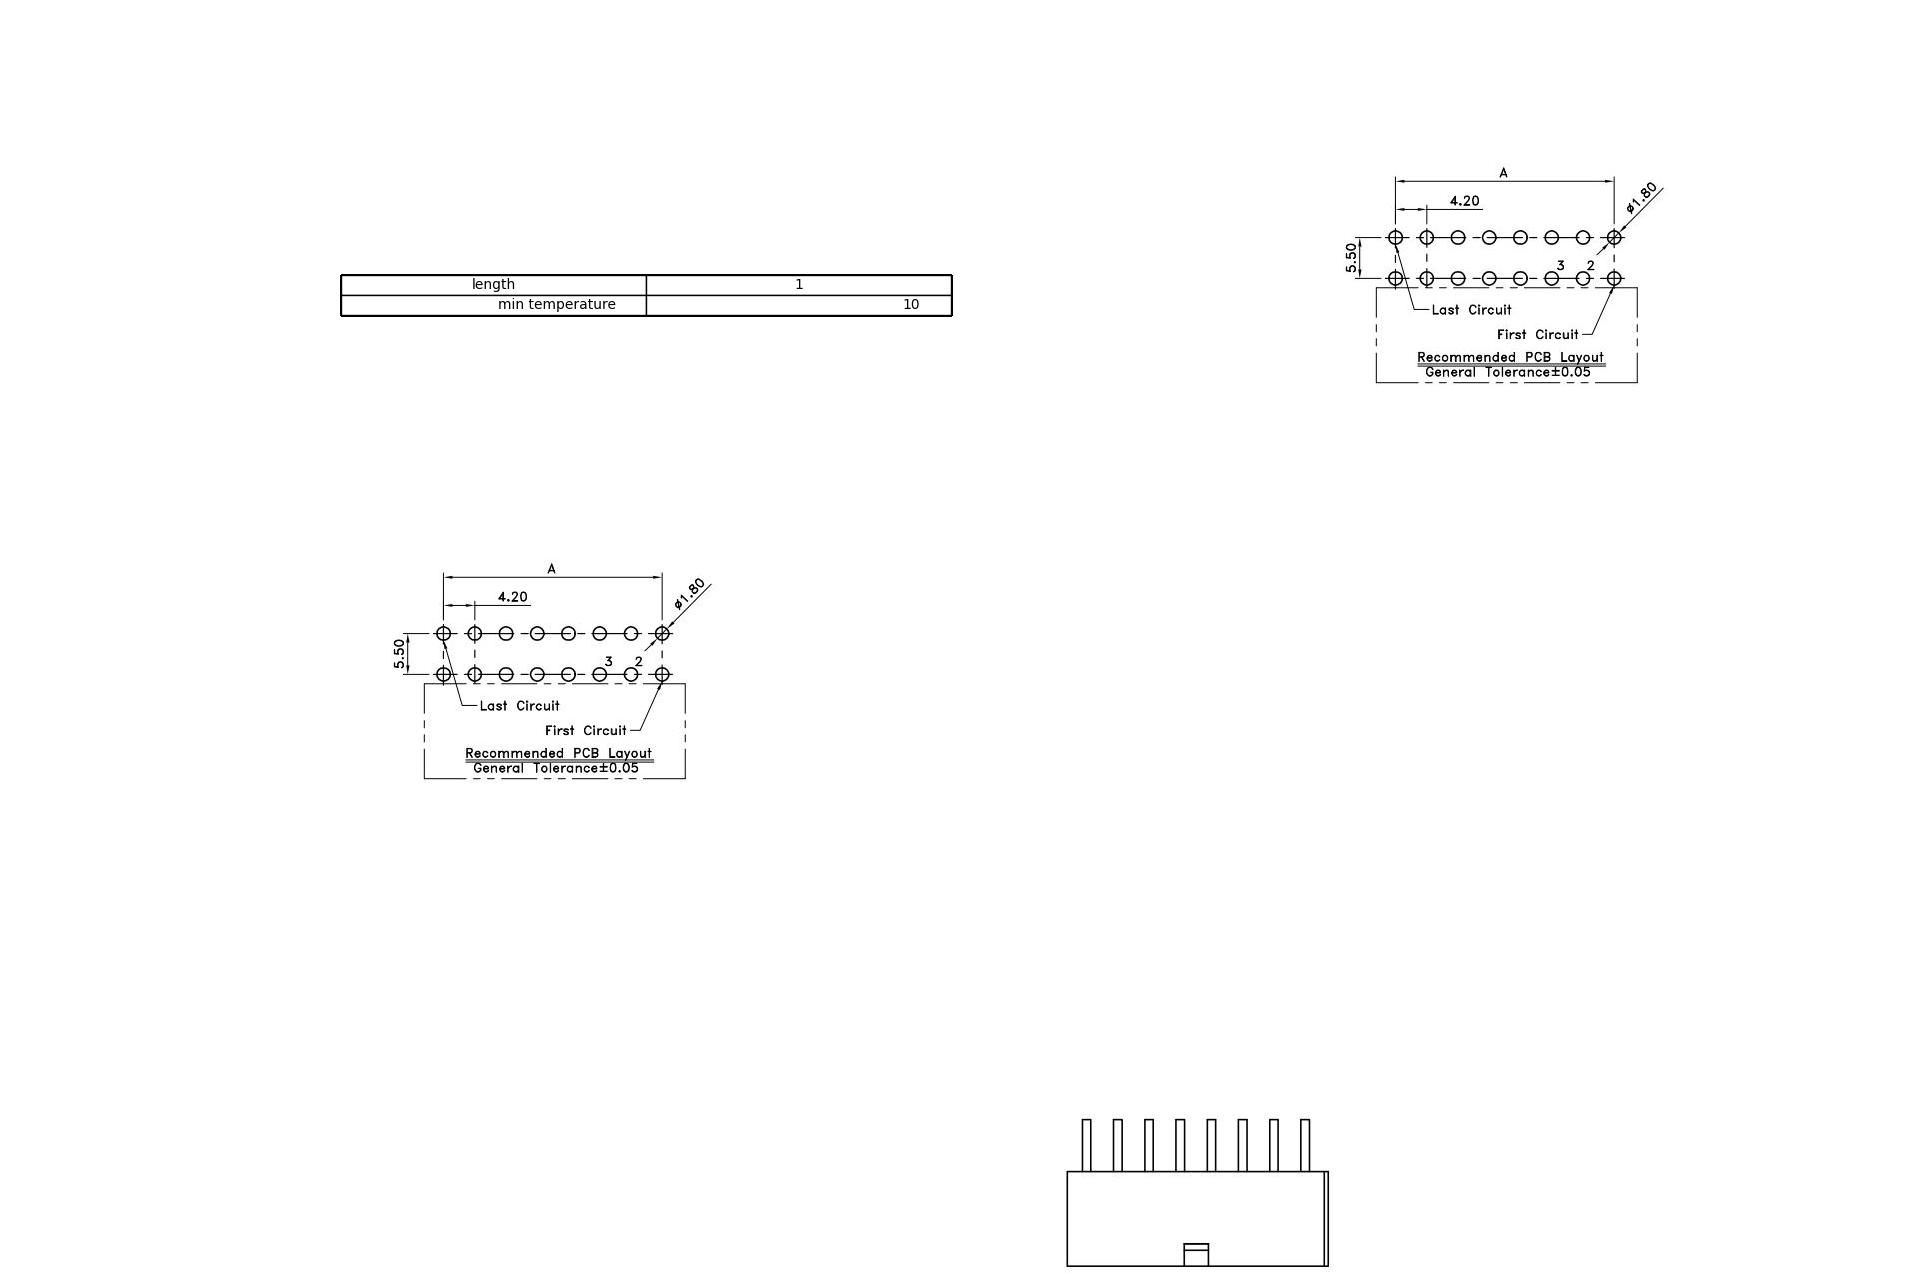 A
4.20
ø1.80
5.50
3 2
Last Circuit
First Circuit
Recommended PCB Layout
General Tolerance±0.05
length 1
min temperature 10
A
4.20
ø1.80
5.50
3 2
Last Circuit
First Circuit
Recommended PCB Layout
General Tolerance±0.05